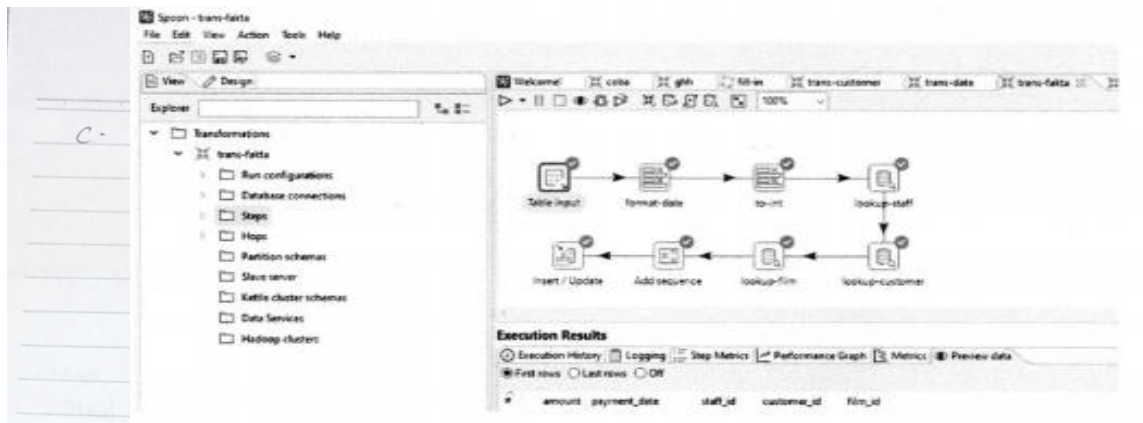 Spoon - trans-fakta
File Edit View Action Tools Help
View Design
Welcome! coba ghh fill-in trans-customer trans-date trans-fakta
Explorer
100%
C.
Transformations
trans-fakta
Run configurations
Database connections
Steps
Hops
Partition schemas
Slave server
Kettle cluster schemas
Data Services
Hadoop clusters
Table input format-date to-int lookup-staff
Insert / Update Add sequence lookup-film lookup-customer
Execution Results
Execution History Logging Step Metrics Performance Graph Metrics Preview data
First rows Last rows Off
# amount payment_date staff_id customer_id film_id